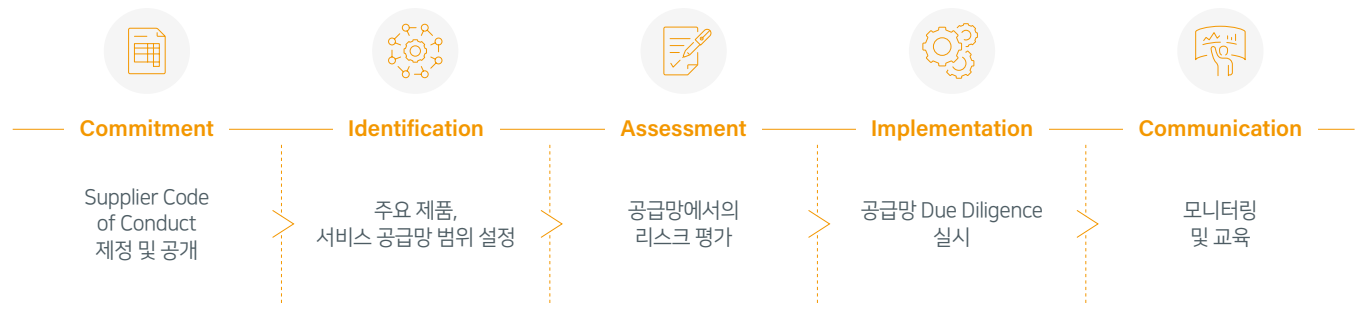 Commitment
Identification
Assessment
Implementation
Communication
Supplier Code
of Conduct
제정 및 공개
주요 제품,
서비스 공급망 범위 설정
공급망에서의
리스크 평가
공급망 Due Diligence
실시
모니터링
및 교육